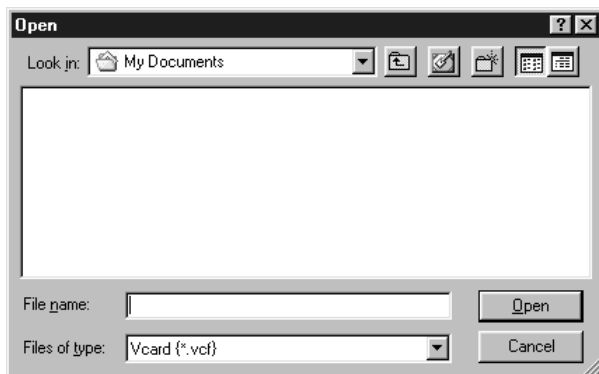 Open
Look in: My Documents
File name:
Open
Files of type: Vcard {*.vcf}
Cancel